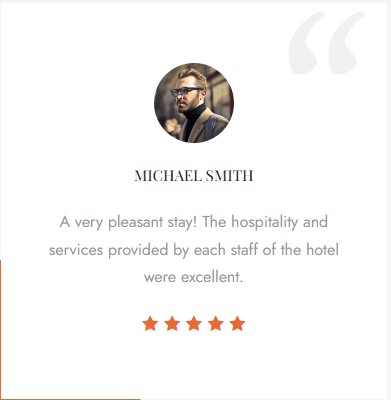 MICHAEL SMITH
A very pleasant stay! The hospitality and
services provided by each staff of the hotel
were excellent.